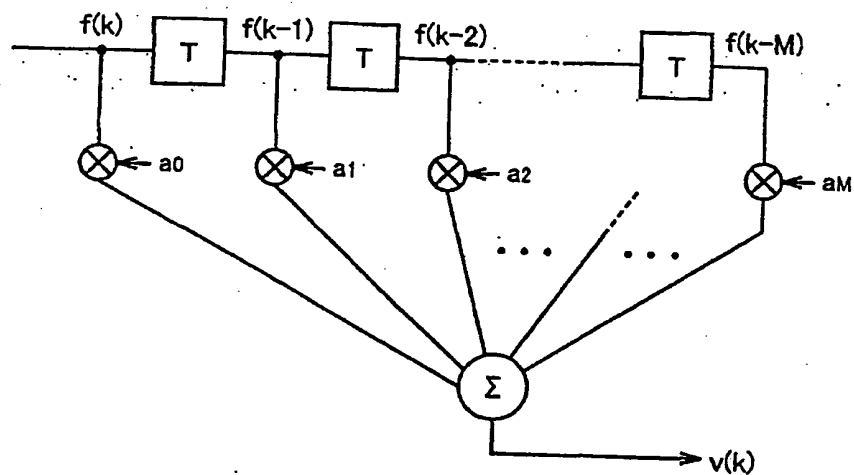 f(k) f(k-1) f(k-2) f(k-M)
T T T
a0 a1 a2 aM
Σ
v(k)